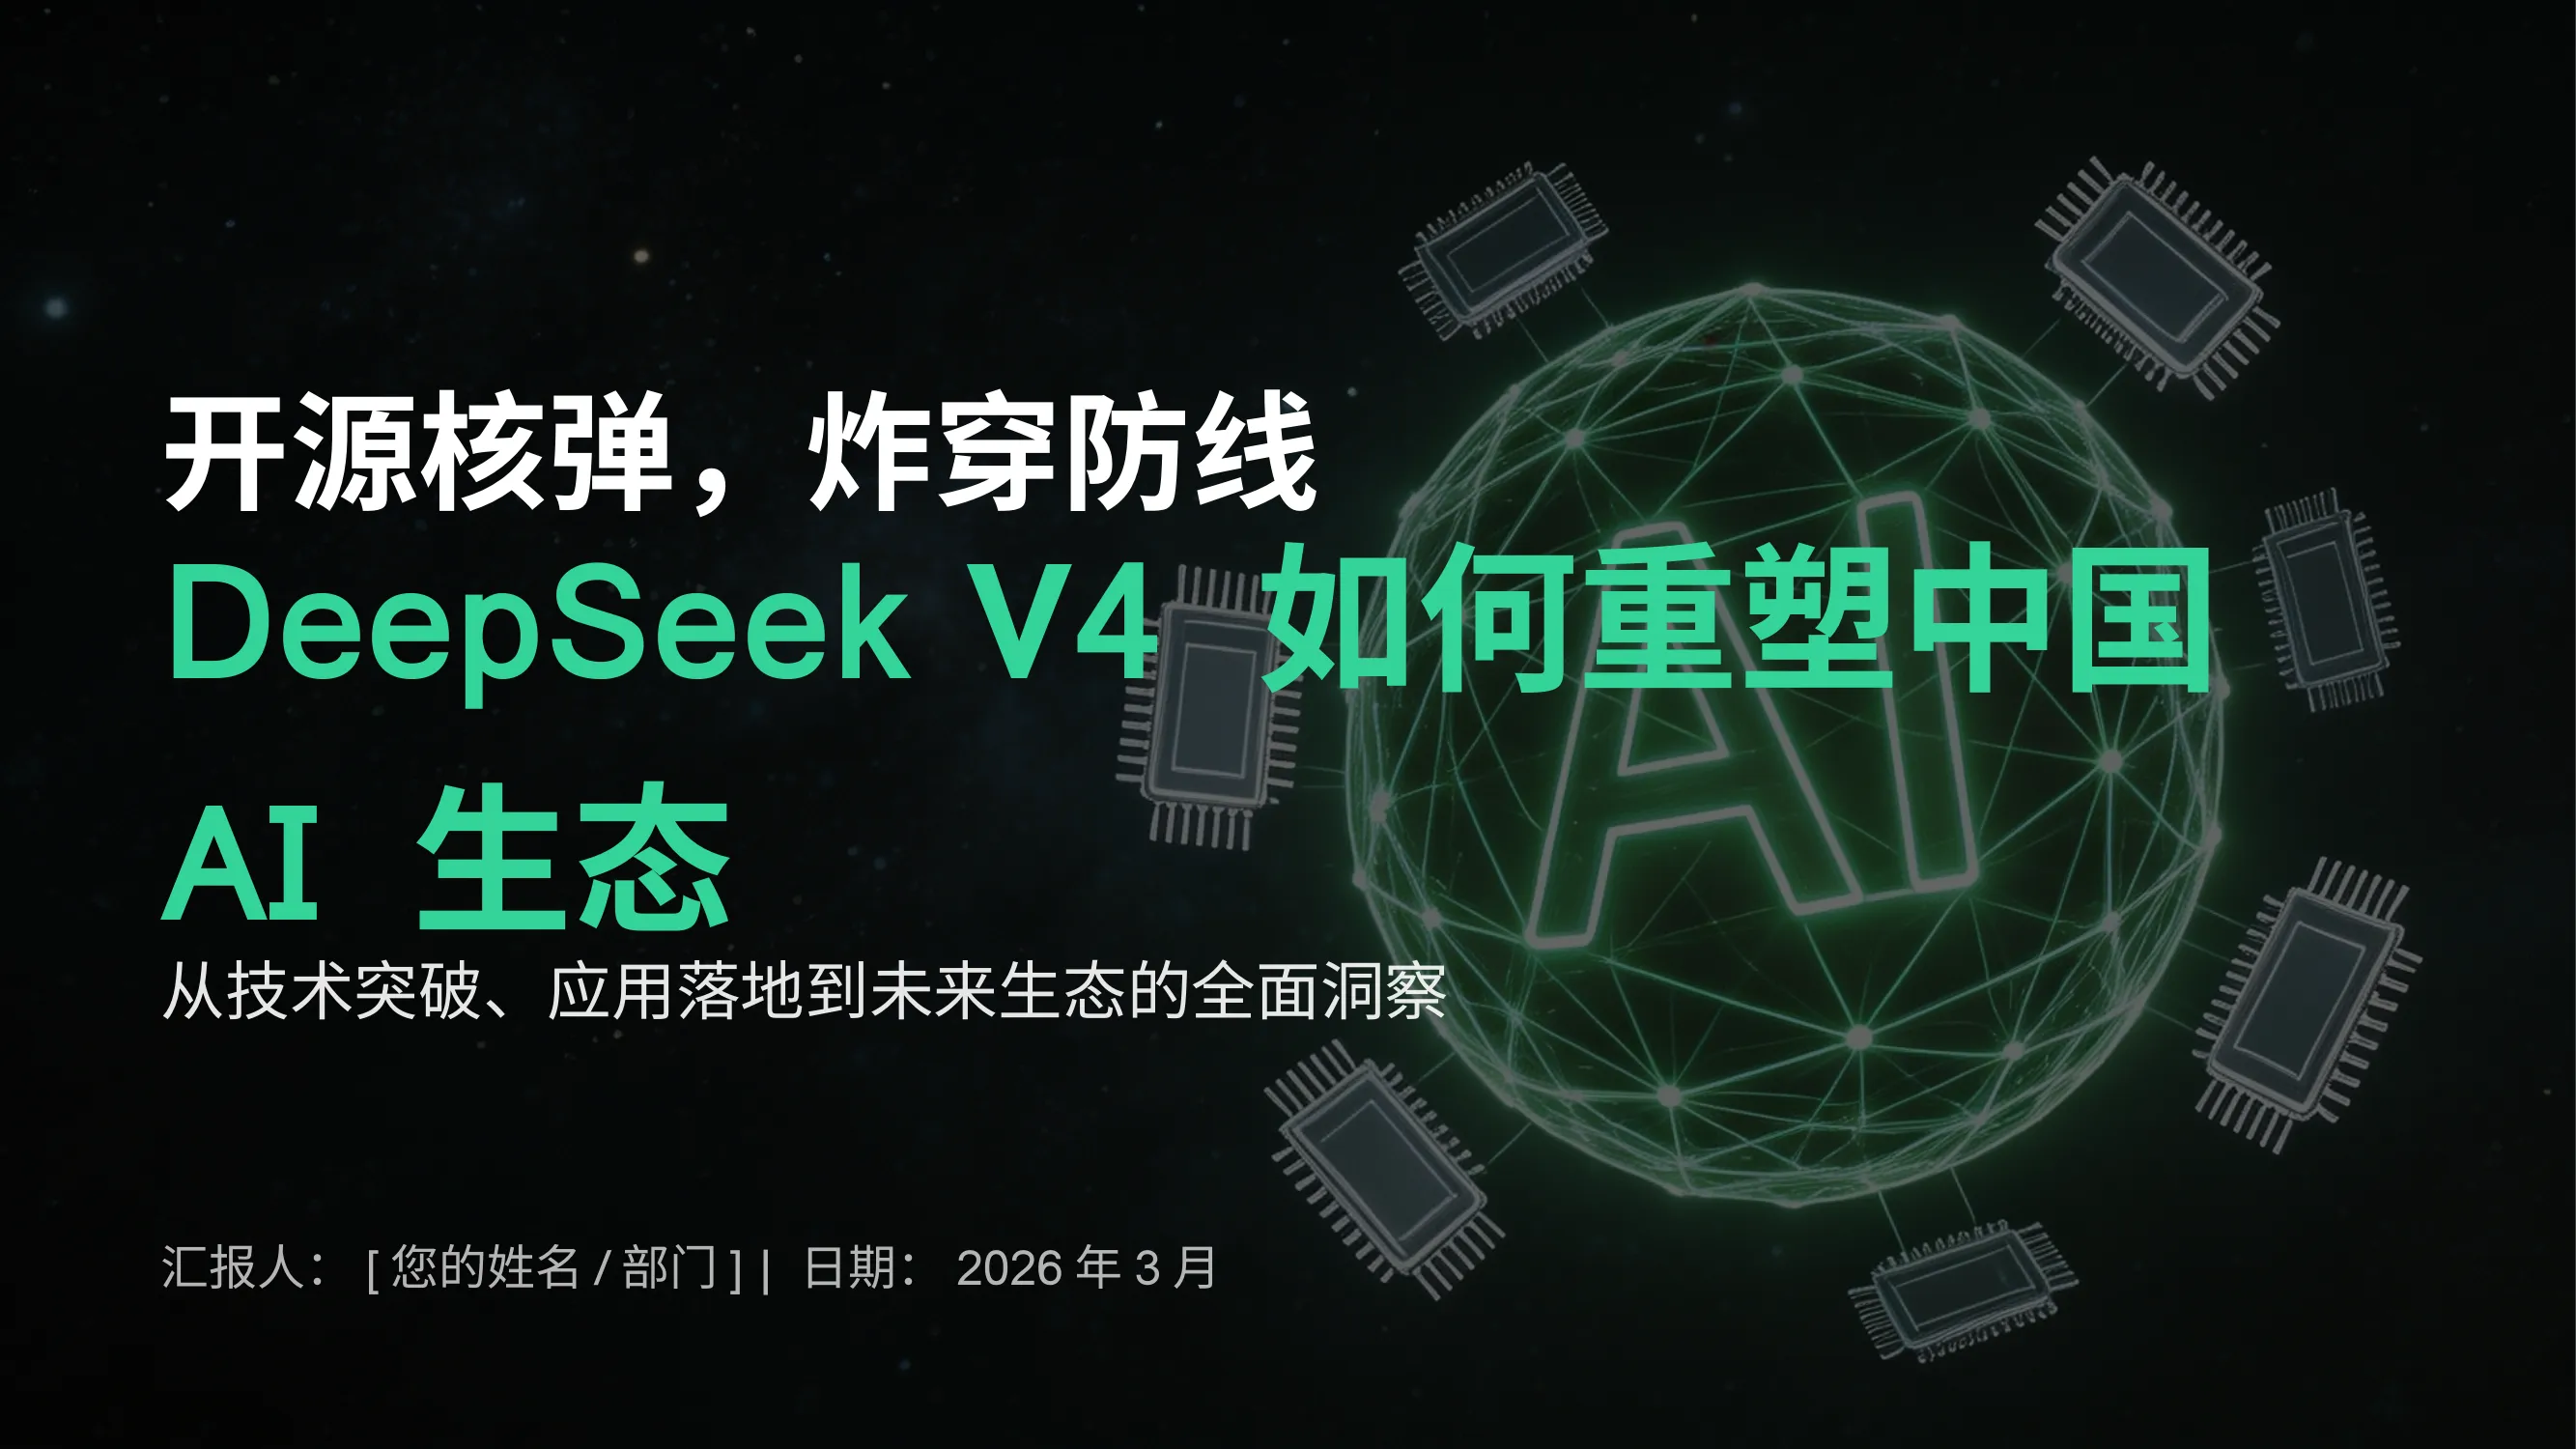 开源核弹，炸穿防线
DeepSeek V4 如何重塑中国
AI 生态
从技术突破、应用落地到未来生态的全面洞察
汇报人： [ 您的姓名 / 部门 ] | 日期： 2026 年 3 月
AI